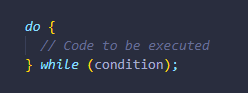 do {
  // Code to be executed
} while (condition);